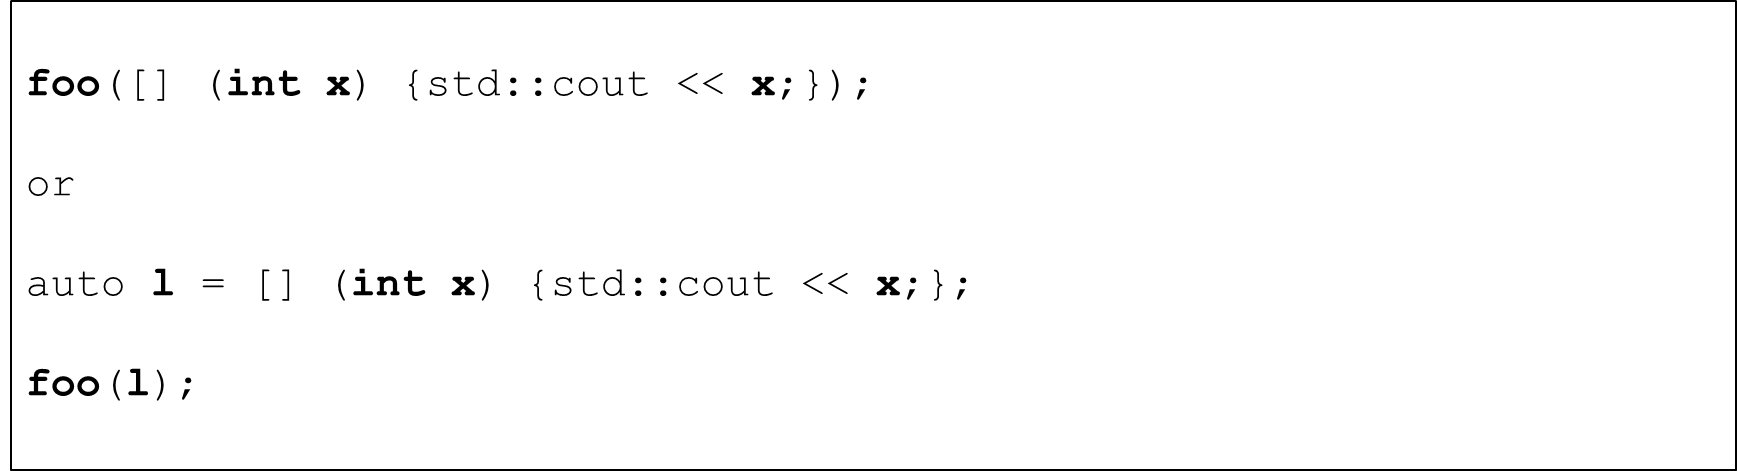 foo([] (int x) {std::cout << x;});
or
auto l = [] (int x) {std::cout << x;};
foo(l);